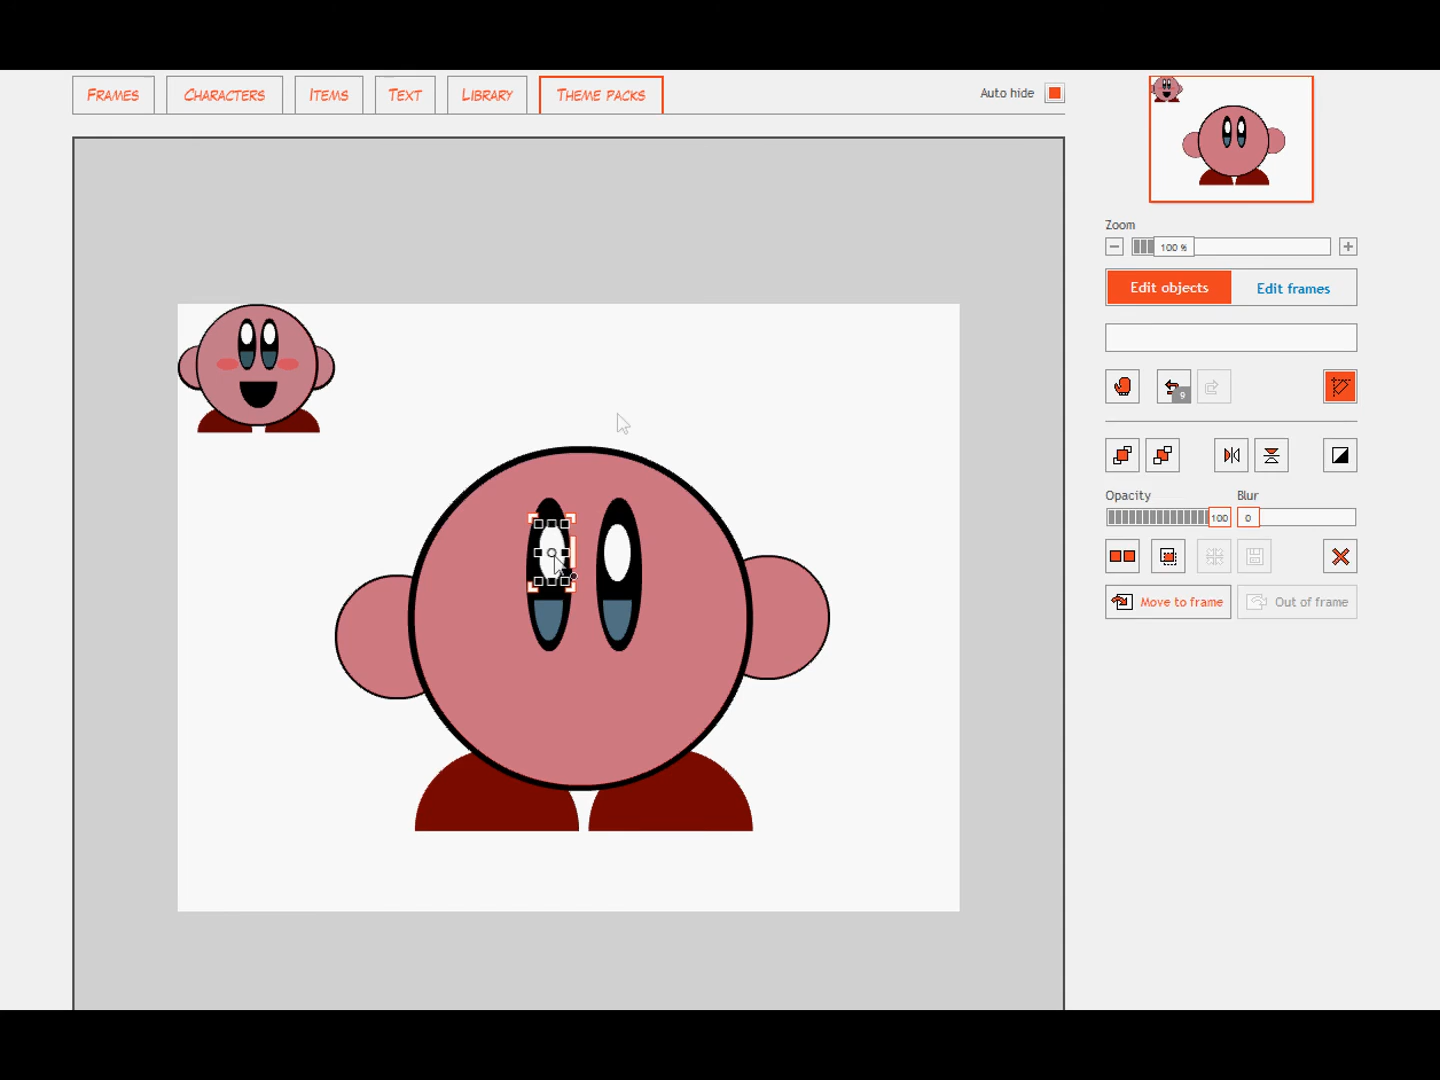 FRAMES
CHARACTERS
ITEMS
TEXT
LIBRARY
THEME PACKS
Auto hide
Zoom
100 %
Edit objects
Edit frames
9
Opacity
Blur
100
0
Move to frame
Out of frame